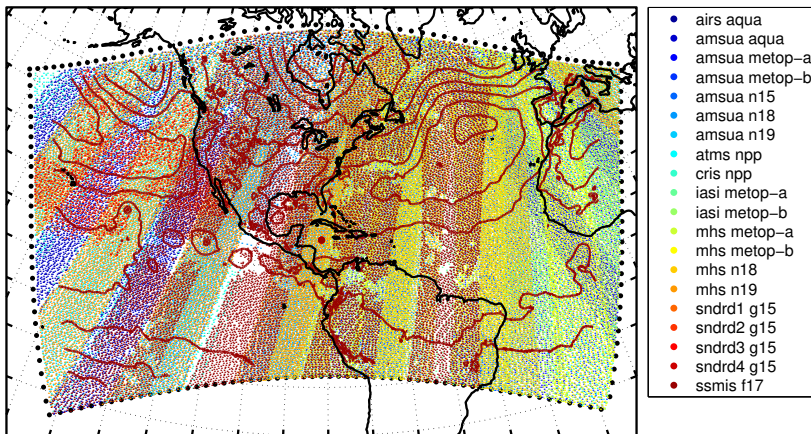 airs aqua
amsua aqua
amsua metop-a
amsua metop-b
amsua n15
amsua n18
amsua n19
atms npp
cris npp
iasi metop-a
iasi metop-b
mhs metop-a
mhs metop-b
mhs n18
mhs n19
sndrd1 g15
sndrd2 g15
sndrd3 g15
sndrd4 g15
ssmis f17